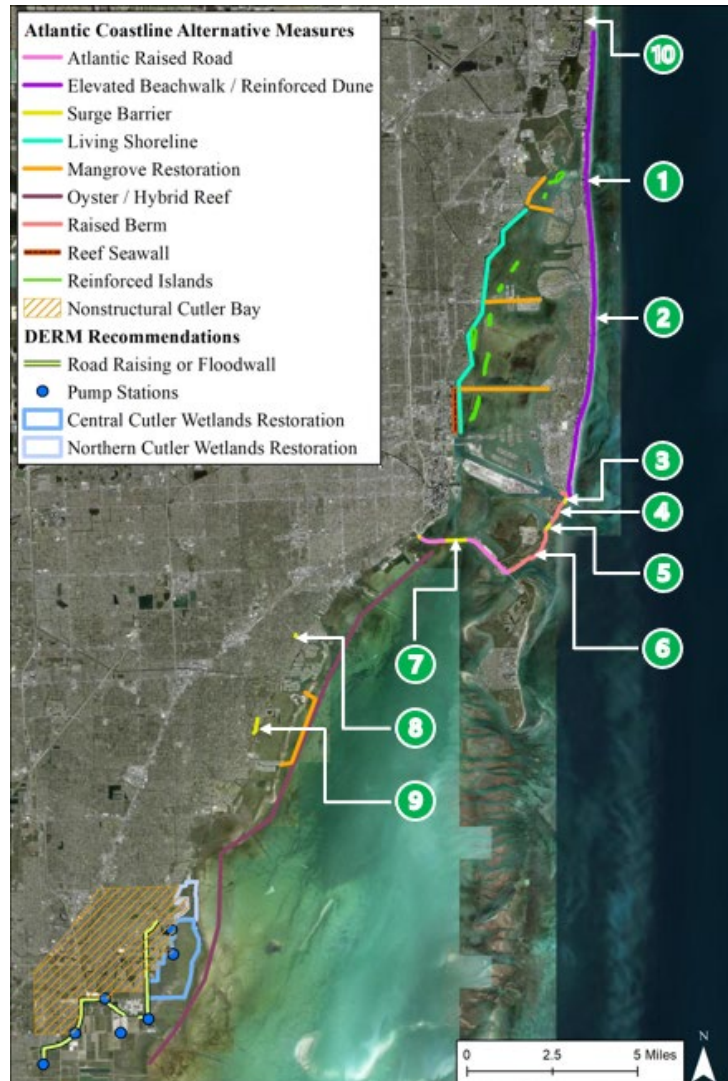 Atlantic Coastline Alternative Measures
Atlantic Raised Road
Elevated Beachwalk / Reinforced Dune
Surge Barrier
Living Shoreline
Mangrove Restoration
Oyster / Hybrid Reef
Raised Berm
Reef Seawall
Reinforced Islands
Nonstructural Cutler Bay
DERM Recommendations
Road Raising or Floodwall
Pump Stations
Central Cutler Wetlands Restoration
Northern Cutler Wetlands Restoration
10
1
2
3
4
5
6
7
8
9
N
0 2.5 5 Miles